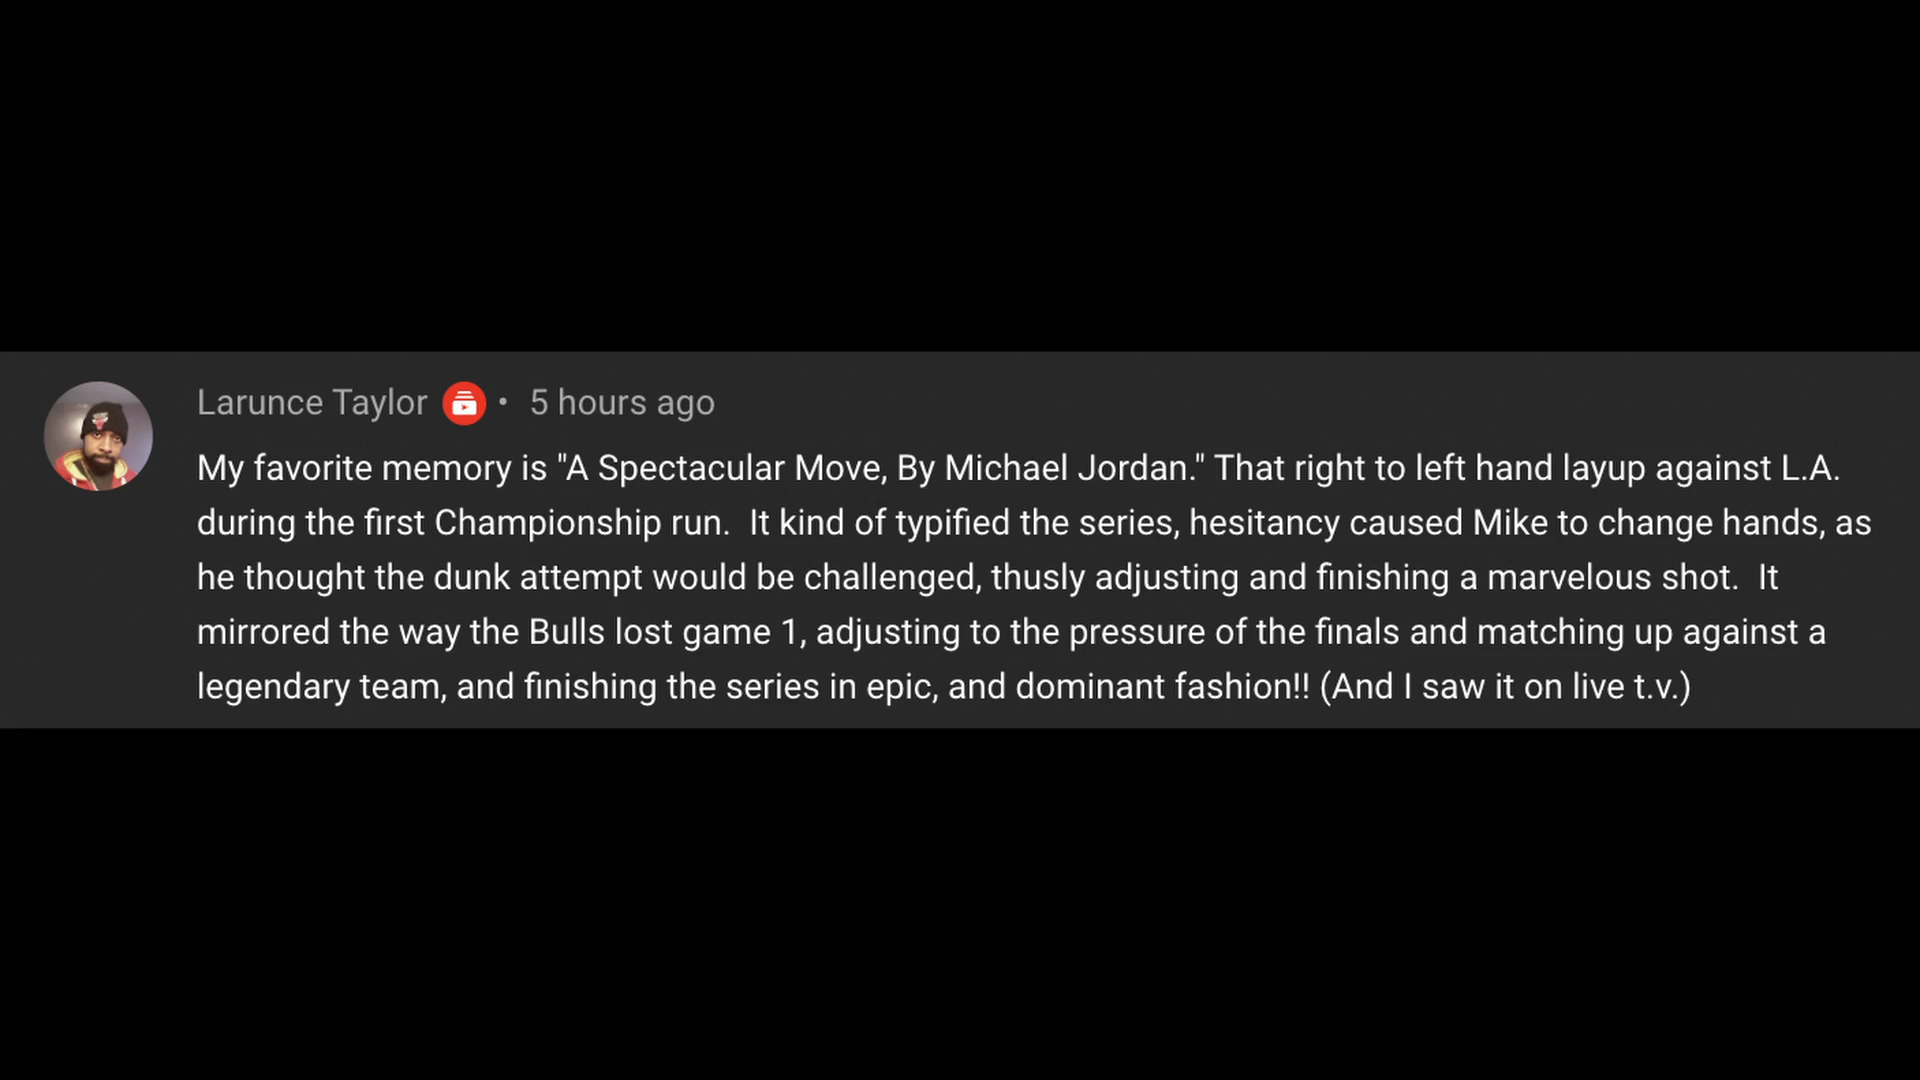 Larunce Taylor • 5 hours ago
My favorite memory is "A Spectacular Move, By Michael Jordan." That right to left hand layup against L.A.
during the first Championship run.  It kind of typified the series, hesitancy caused Mike to change hands, as
he thought the dunk attempt would be challenged, thusly adjusting and finishing a marvelous shot.  It
mirrored the way the Bulls lost game 1, adjusting to the pressure of the finals and matching up against a
legendary team, and finishing the series in epic, and dominant fashion!! (And I saw it on live t.v.)